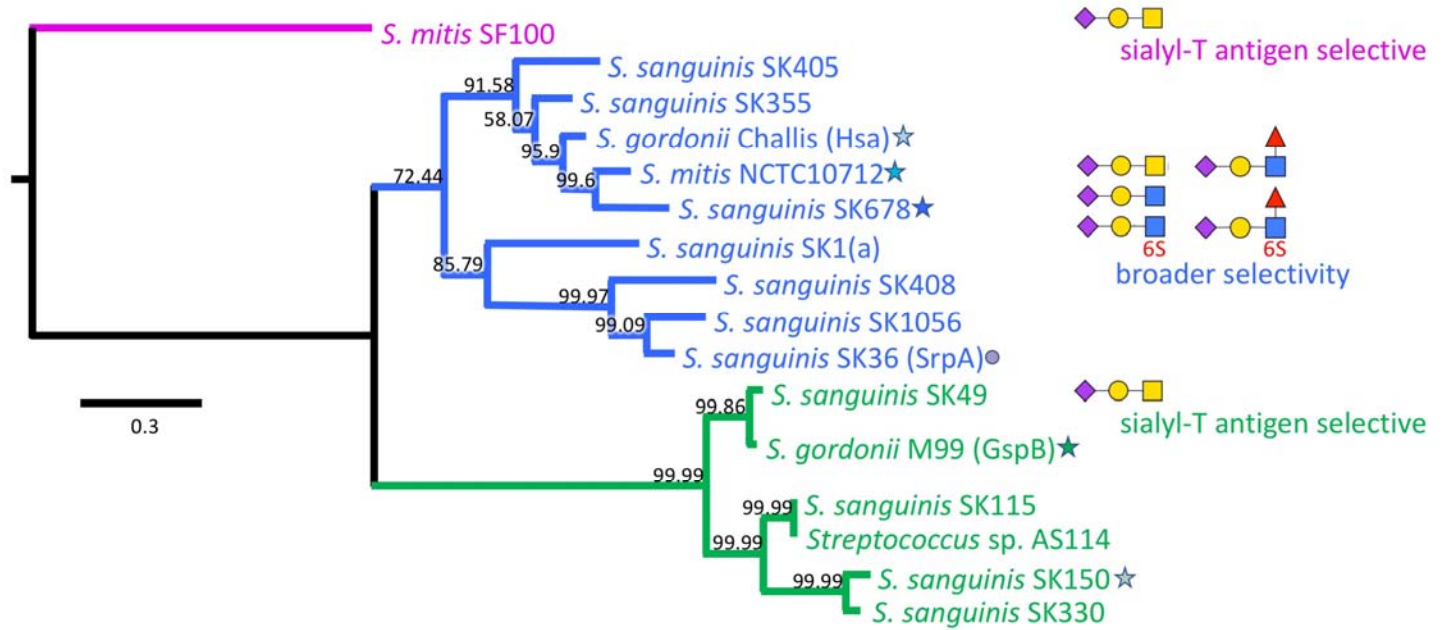 S. mitis SF100
sialyl-T antigen selective
S. sanguinis SK405
91.58
S. sanguinis SK355
58.07
S. gordonii Challis (Hsa)
95.9
S. mitis NCTC10712
99.6
72.44
S. sanguinis SK678
6S
6S
broader selectivity
S. sanguinis SK1(a)
85.79
S. sanguinis SK408
99.97
S. sanguinis SK1056
99.09
S. sanguinis SK36 (SrpA)
0.3
S. sanguinis SK49
99.86
sialyl-T antigen selective
S. gordonii M99 (GspB)
99.99
S. sanguinis SK115
99.99
Streptococcus sp. AS114
99.99
S. sanguinis SK150
99.99
S. sanguinis SK330